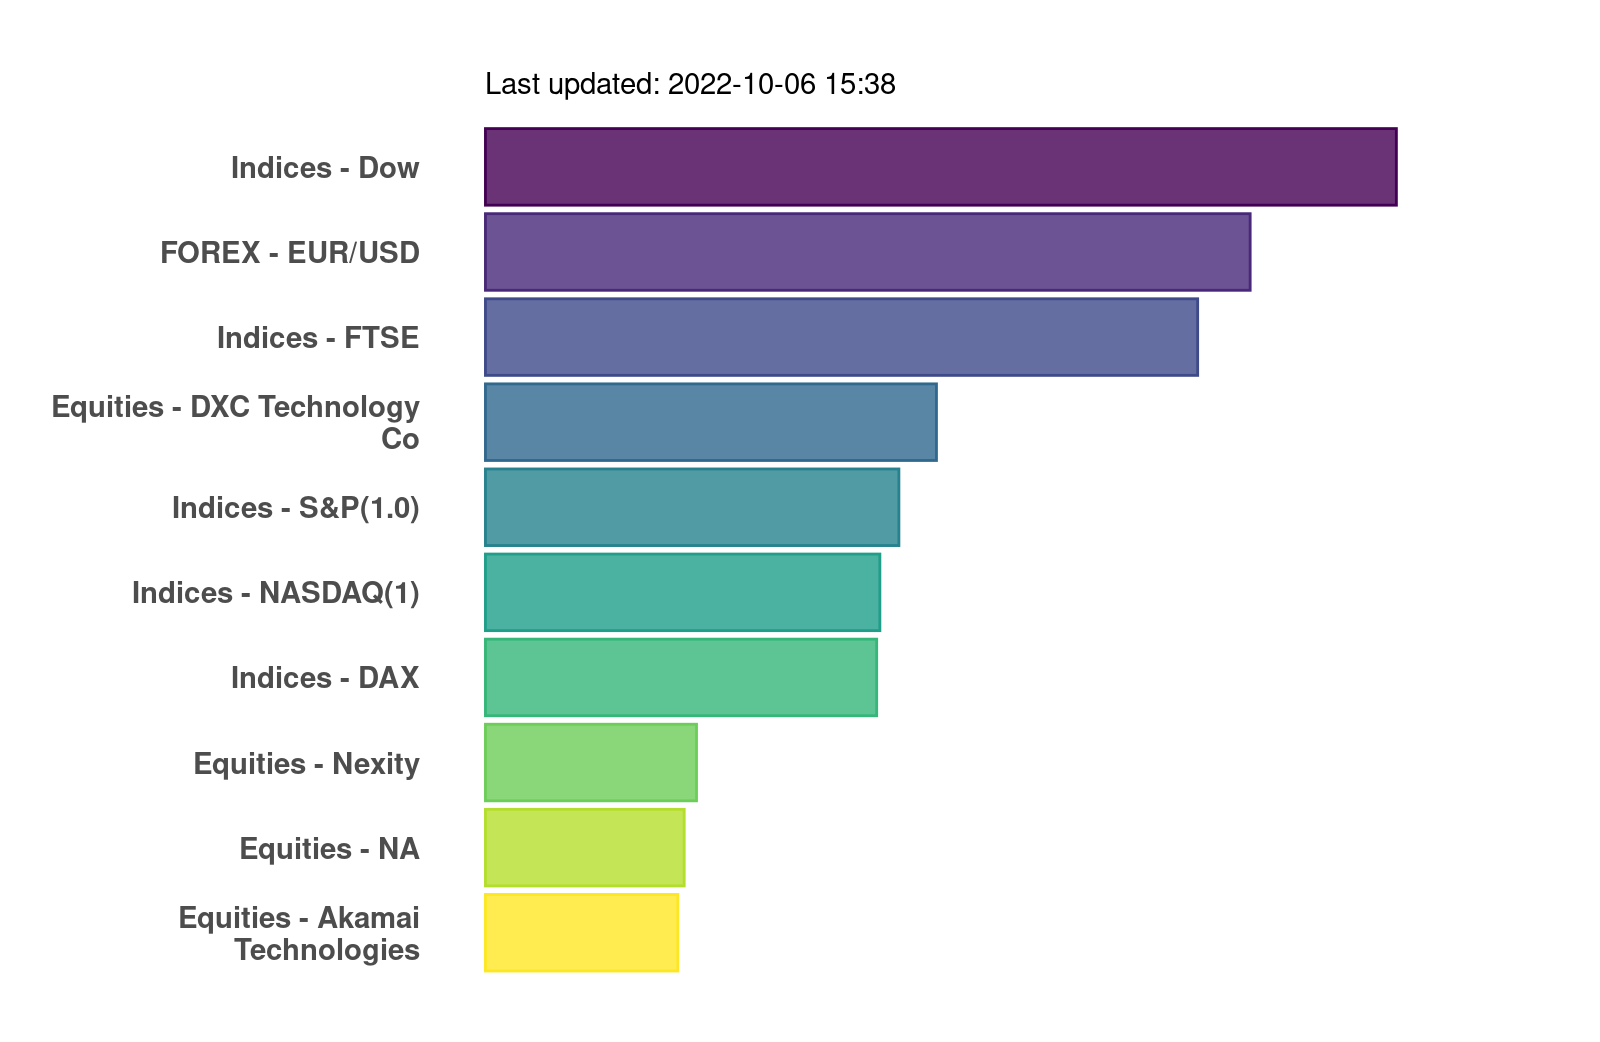 Last updated: 2022-10-06 15:38
Indices - Dow
FOREX - EUR/USD
Indices - FTSE
Equities - DXC Technology
Co
Indices - S&P(1.0)
Indices - NASDAQ(1)
Indices - DAX
Equities - Nexity
Equities - NA
Equities - Akamai
Technologies